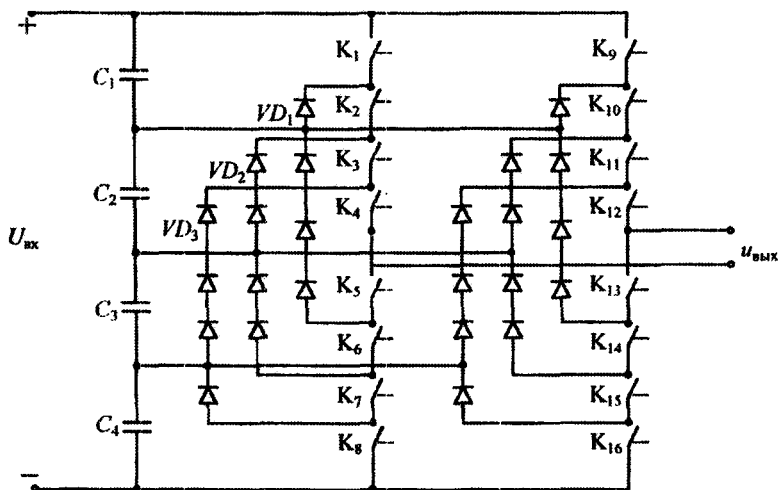 +
K₁
K₉
C₁
VD₁
K₂
K₁₀
VD₂
K₃
K₁₁
C₂
VD₃
K₄
K₁₂
Uвх
uвых
C₃
K₅
K₁₃
K₆
K₁₄
C₄
K₇
K₁₅
K₈
K₁₆
−